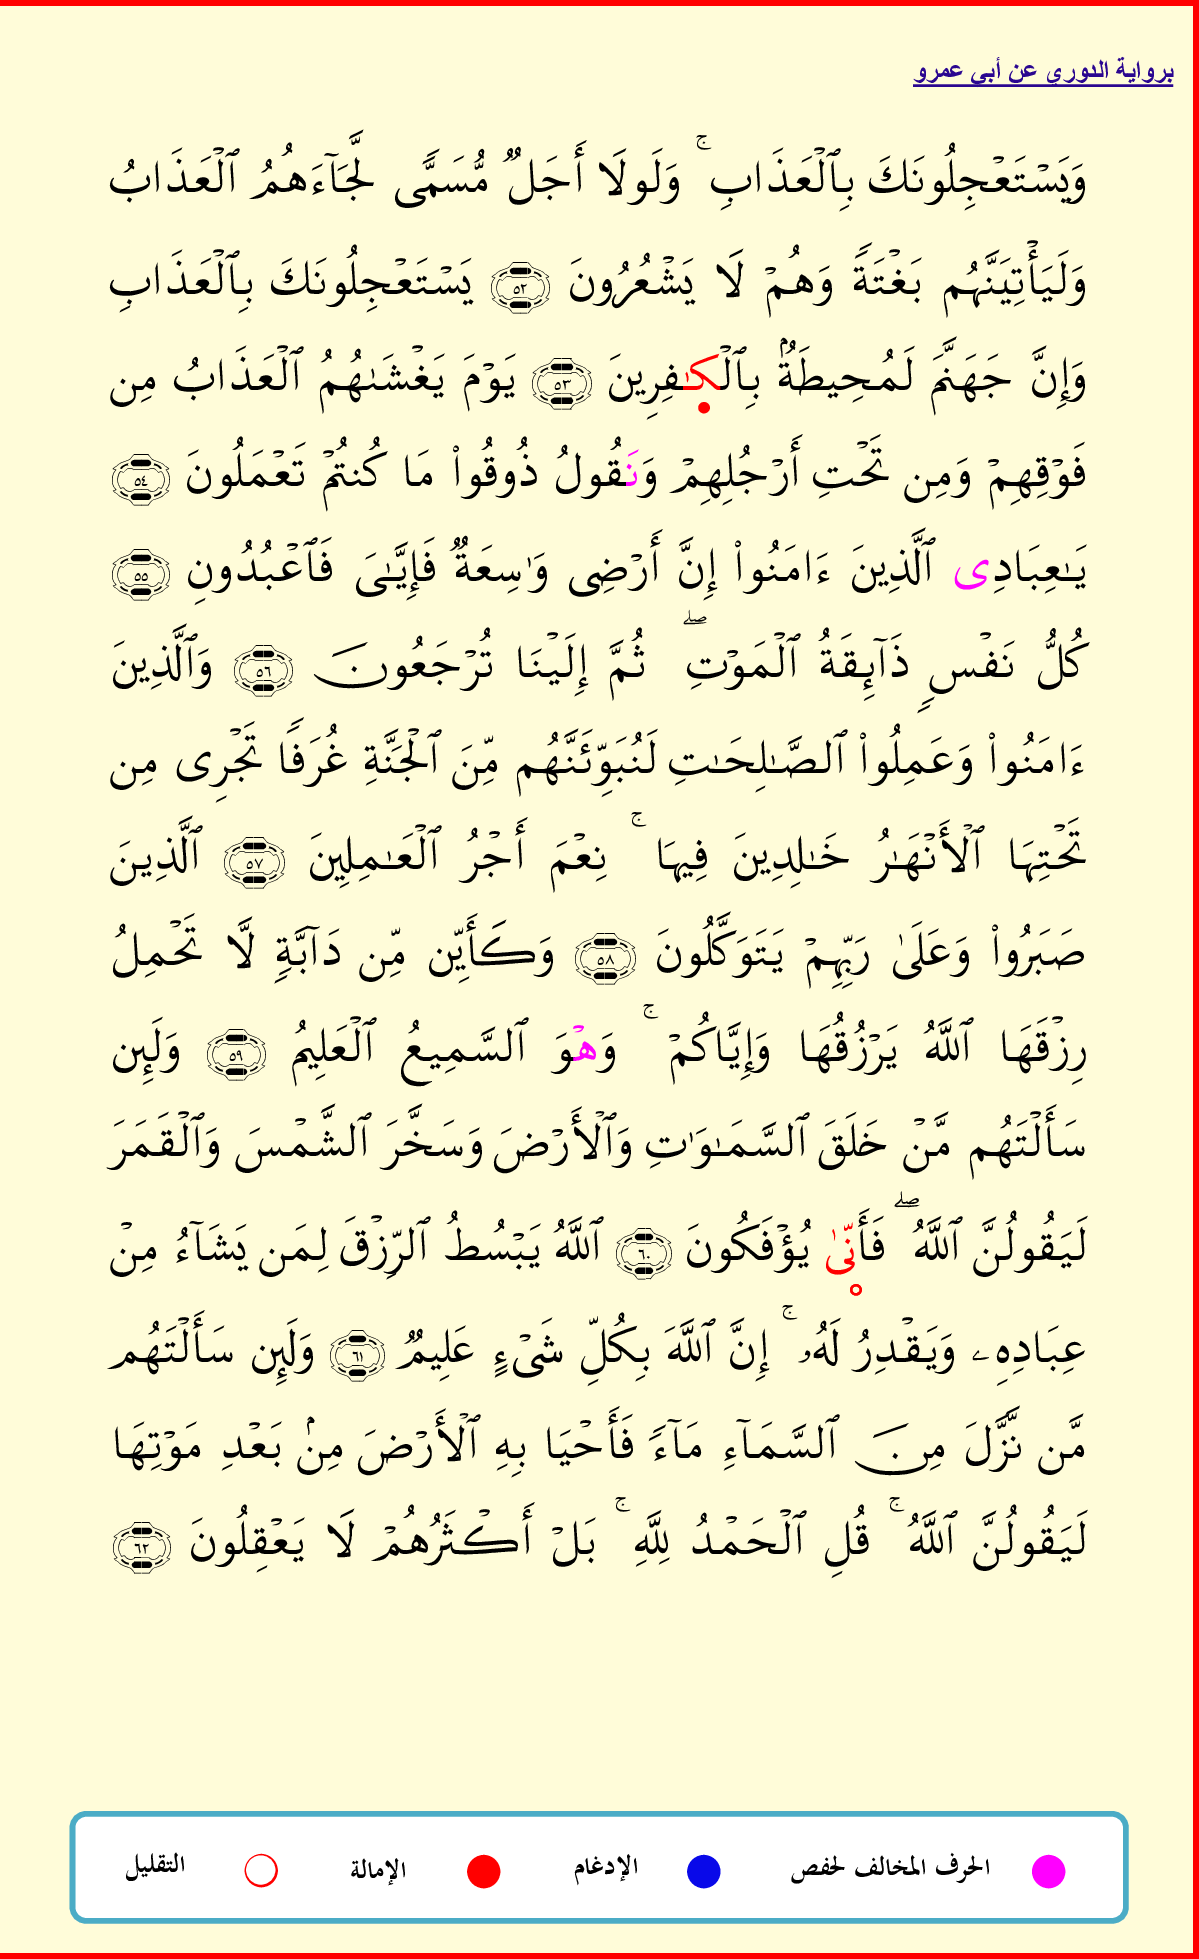 برواية الدوري عن أبي عمرو
وَيَسۡتَعۡجِلُونَكَ بِٱلۡعَذَابِ ۚ وَلَولَا أَجَلٌ مُّسَمًّى لَّجَآءَهُمُ ٱلۡعَذَابُ
وَلَيَأۡتِيَنَّهُم بَغۡتَةً وَهُمۡ لَا يَشۡعُرُونَ ٥٢ يَسۡتَعۡجِلُونَكَ بِٱلۡعَذَابِ
وَإِنَّ جَهَنَّمَ لَمُحِيطَةُۢ بِٱلۡكَٰفِرِينَ ٥٣ يَوۡمَ يَغۡشَىٰهُمُ ٱلۡعَذَابُ مِن
فَوۡقِهِمۡ وَمِن تَحۡتِ أَرۡجُلِهِمۡ وَنَقُولُ ذُوقُواْ مَا كُنتُمۡ تَعۡمَلُونَ ٥٤
يَٰعِبَادِي ٱلَّذِينَ ءَامَنُواْ إِنَّ أَرۡضِى وَٰسِعَةٌ فَإِيَّٰىَ فَٱعۡبُدُونِ ٥٥
كُلُّ نَفۡسٍ ذَآئِقَةُ ٱلۡمَوۡتِ ۖ ثُمَّ إِلَيۡنَا تُرۡجَعُونَ ٥٦ وَٱلَّذِينَ
ءَامَنُواْ وَعَمِلُواْ ٱلصَّٰلِحَٰتِ لَنُبَوِّئَنَّهُم مِّنَ ٱلۡجَنَّةِ غُرَفًا تَجۡرِى مِن
تَحۡتِهَا ٱلۡأَنۡهَٰرُ خَٰلِدِينَ فِيهَا ۚ نِعۡمَ أَجۡرُ ٱلۡعَٰمِلِينَ ٥٧ ٱلَّذِينَ
صَبَرُواْ وَعَلَىٰ رَبِّهِمۡ يَتَوَكَّلُونَ ٥٨ وَكَأَيِّن مِّن دَآبَّةٍ لَّا تَحۡمِلُ
رِزۡقَهَا ٱللَّهُ يَرۡزُقُهَا وَإِيَّاكُمۡ ۚ وَهۡوَ ٱلسَّمِيعُ ٱلۡعَلِيمُ ٥٩ وَلَئِن
سَأَلۡتَهُم مَّنۡ خَلَقَ ٱلسَّمَٰوَٰتِ وَٱلۡأَرۡضَ وَسَخَّرَ ٱلشَّمۡسَ وَٱلۡقَمَرَ
لَيَقُولُنَّ ٱللَّهُ ۖ فَأَنَّىٰ يُؤۡفَكُونَ ٦٠ ٱللَّهُ يَبۡسُطُ ٱلرِّزۡقَ لِمَن يَشَآءُ مِنۡ
عِبَادِهِۦ وَيَقۡدِرُ لَهُۥ ۚ إِنَّ ٱللَّهَ بِكُلِّ شَىۡءٍ عَلِيمٌ ٦١ وَلَئِن سَأَلۡتَهُم
مَّن نَّزَّلَ مِنَ ٱلسَّمَآءِ مَآءً فَأَحۡيَا بِهِ ٱلۡأَرۡضَ مِنۢ بَعۡدِ مَوۡتِهَا
لَيَقُولُنَّ ٱللَّهُ ۚ قُلِ ٱلۡحَمۡدُ لِلَّهِ ۚ بَلۡ أَكۡثَرُهُمۡ لَا يَعۡقِلُونَ ٦٢
الحرف المخالف لحفص الإدغام الإمالة التقليل